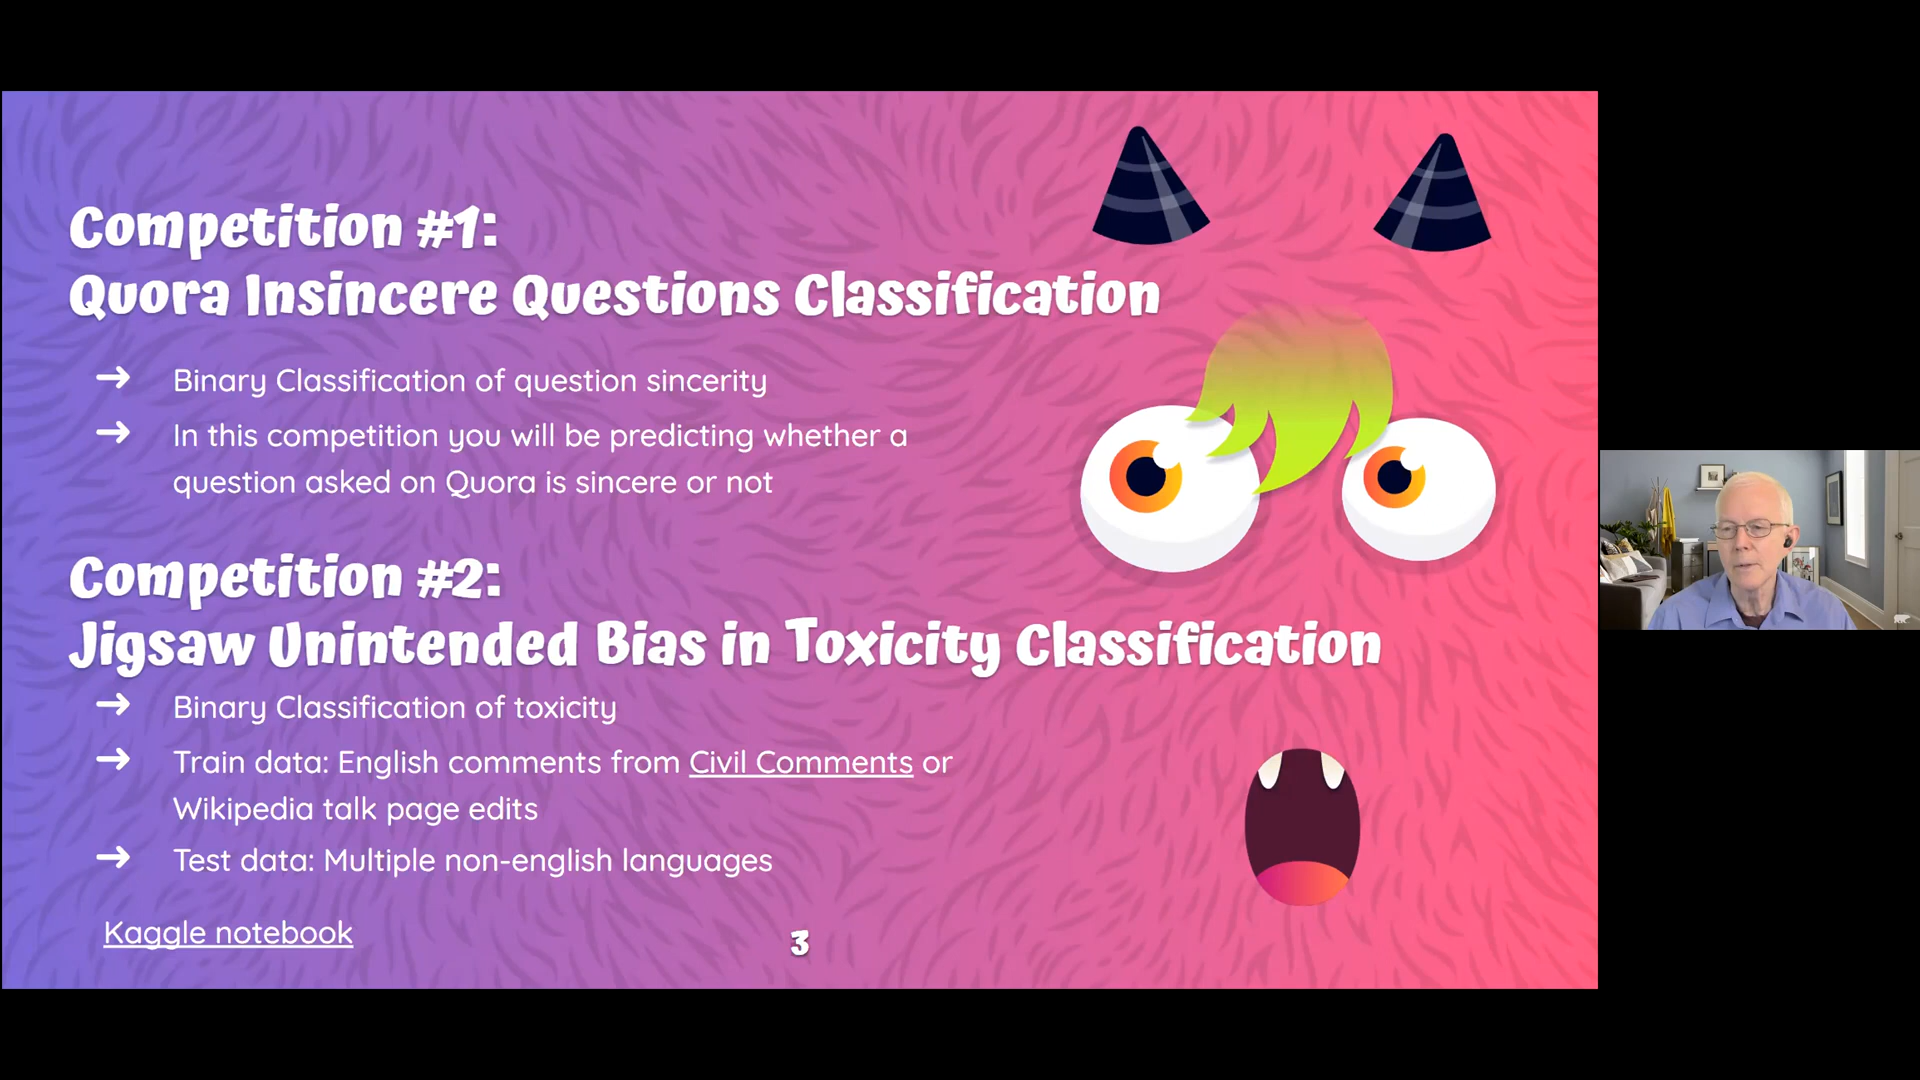 Competition #1:
Quora Insincere Questions Classification
→ Binary Classification of question sincerity
→ In this competition you will be predicting whether a
question asked on Quora is sincere or not
Competition #2:
Jigsaw Unintended Bias in Toxicity Classification
→ Binary Classification of toxicity
→ Train data: English comments from Civil Comments or
Wikipedia talk page edits
→ Test data: Multiple non-english languages
Kaggle notebook
3